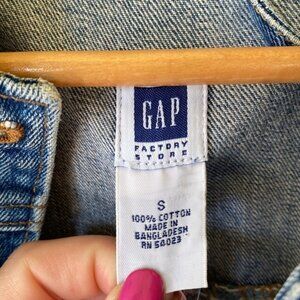 GAP
FACTORY
STORE
S
100% COTTON
MADE IN
BANGLADESH
RN 54023